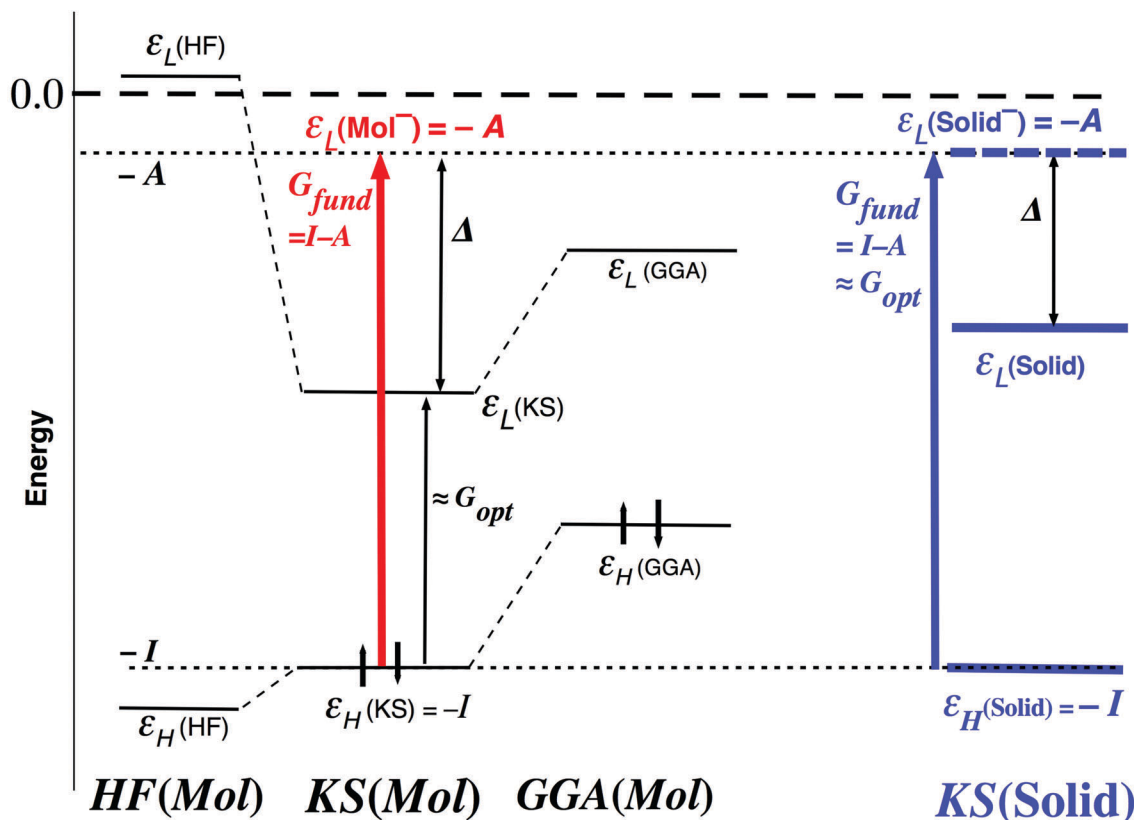 ε_L(HF)
0.0
ε_L(Mol⁻) = – A
ε_L(Solid⁻) = –A
– A
G_fund
=I–A
Δ
ε_L (GGA)
G_fund
= I–A
≈ G_opt
Δ
ε_L(Solid)
ε_L(KS)
Energy
≈ G_opt
ε_H (GGA)
– I
ε_H(HF)
ε_H(KS) = –I
ε_H(Solid) = – I
HF(Mol)
KS(Mol)
GGA(Mol)
KS(Solid)